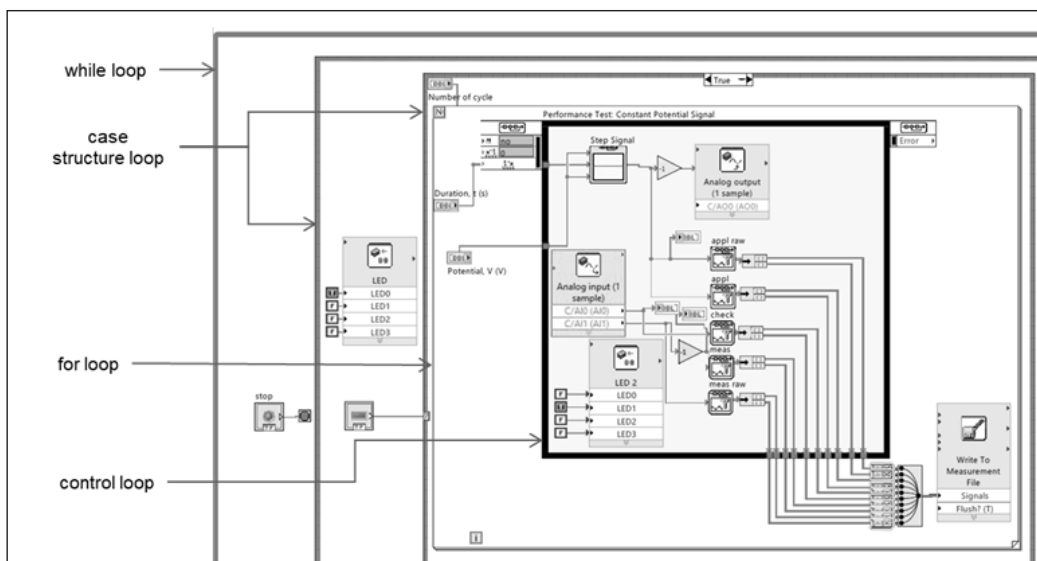 while loop
case
structure loop
for loop
control loop
True
Number of cycle
Performance Test: Constant Potential Signal
Error
no
0
Step Signal
-1
Analog output
(1 sample)
C/AO0 (AO0)
Duration, t (s)
Potential, V (V)
LED
LED0
LED1
LED2
LED3
F
F
F
Analog input (1
sample)
C/AI0 (AI0)
C/AI1 (AI1)
appl raw
appl
check
meas
meas raw
LED 2
LED0
LED1
LED2
LED3
F
F
F
stop
Write To
Measurement
File
Signals
Flush? (T)
i